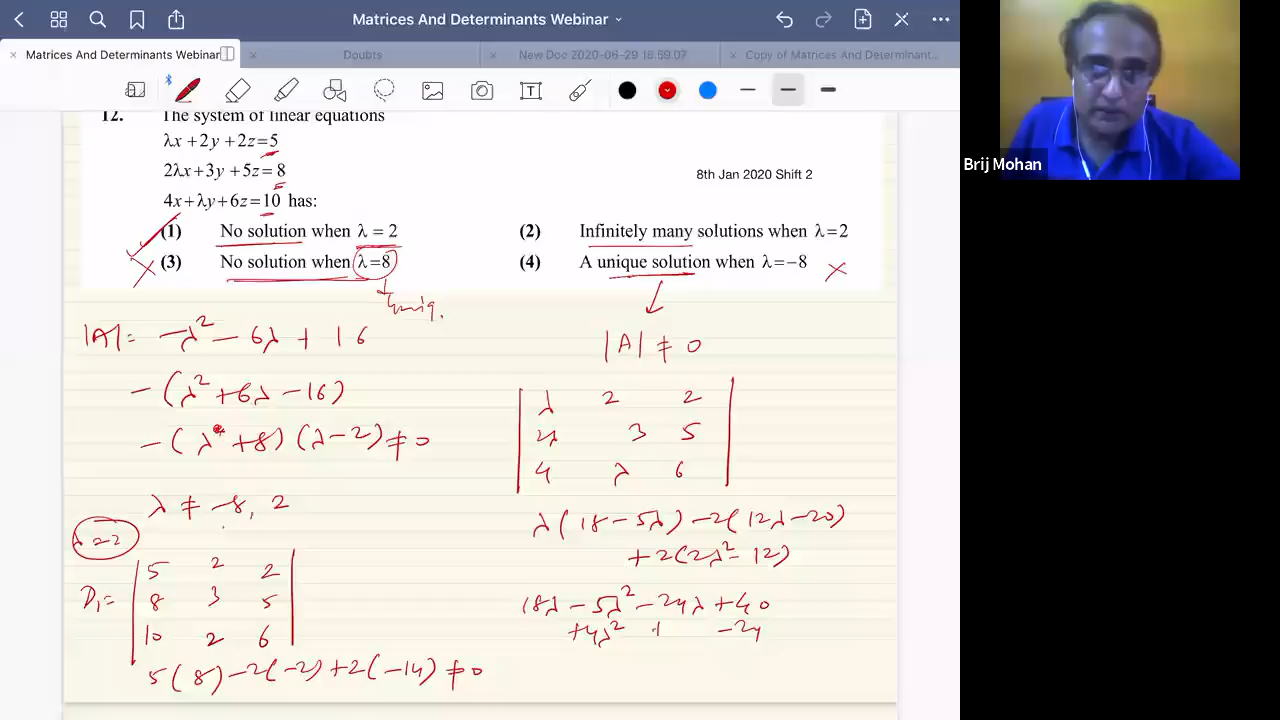 Matrices And Determinants Webinar
Matrices And Determinants Webinar
Doubts
New Doc 2020-06-29 16.59.07
Copy of Matrices And Determinant...
Brij Mohan
12. The system of linear equations
λx + 2y + 2z = 5
2λx + 3y + 5z = 8
8th Jan 2020 Shift 2
4x + λy + 6z = 10 has:
(1) No solution when λ = 2
(2) Infinitely many solutions when λ=2
(3) No solution when λ=8
(4) A unique solution when λ=−8
uniq.
|A| = −λ² − 6λ + 16
−(λ² + 6λ − 16)
−(λ + 8)(λ − 2) ≠ 0
λ ≠ −8, 2
D₁ =
5 2 2
8 3 5
10 2 6
5(8) −2(−2) +2(−14) ≠ 0
|A| ≠ 0
λ 2 2
2λ 3 5
4 λ 6
λ(18 − 5λ) −2(12λ − 20)
+ 2(2λ² − 12)
18λ − 5λ² − 24λ + 40
+4λ² − 24